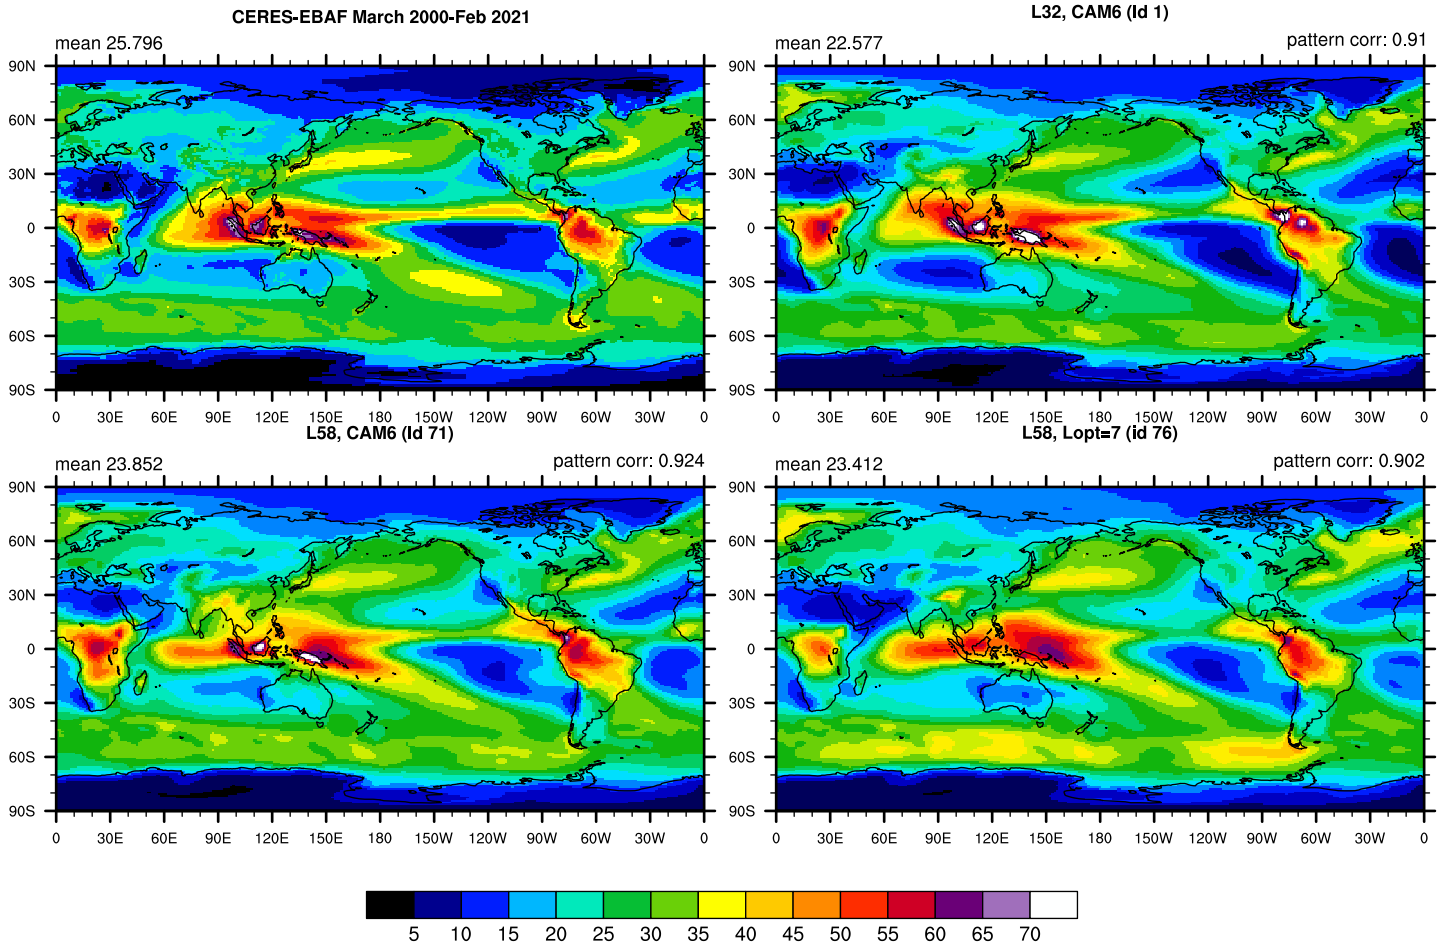 CERES-EBAF March 2000-Feb 2021
L32, CAM6 (Id 1)
mean 25.796
mean 22.577
pattern corr: 0.91
90N
60N
30N
0
30S
60S
90S
0 30E 60E 90E 120E 150E 180 150W 120W 90W 60W 30W 0
90N
60N
30N
0
30S
60S
90S
0 30E 60E 90E 120E 150E 180 150W 120W 90W 60W 30W 0
L58, CAM6 (Id 71)
L58, Lopt=7 (id 76)
mean 23.852
pattern corr: 0.924
mean 23.412
pattern corr: 0.902
90N
60N
30N
0
30S
60S
90S
0 30E 60E 90E 120E 150E 180 150W 120W 90W 60W 30W 0
90N
60N
30N
0
30S
60S
90S
0 30E 60E 90E 120E 150E 180 150W 120W 90W 60W 30W 0
5 10 15 20 25 30 35 40 45 50 55 60 65 70